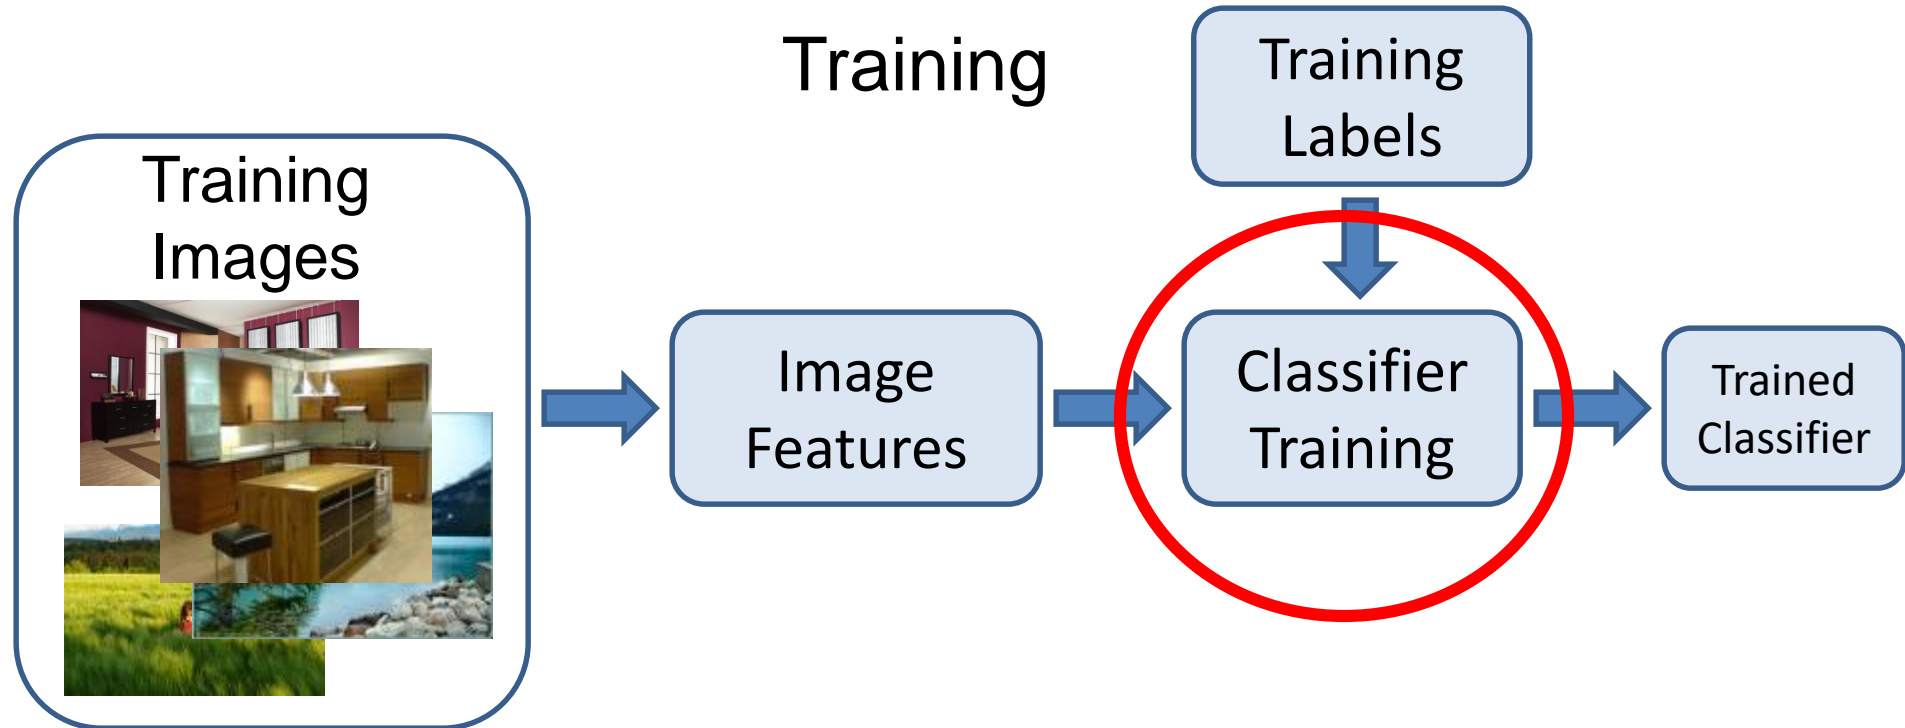 Training
Training
Labels
Training
Images
Image
Features
Classifier
Training
Trained
Classifier